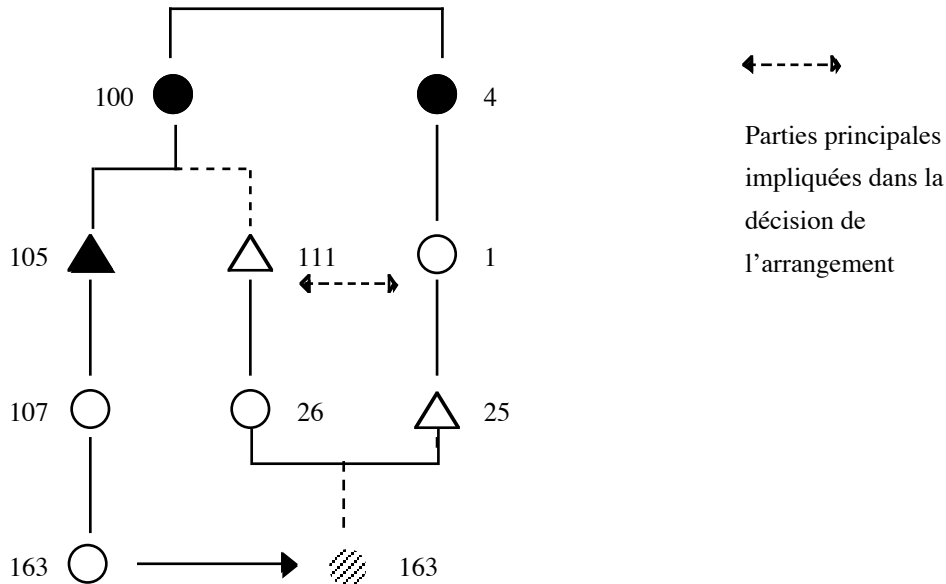 100
4
Parties principales
impliquées dans la
décision de
l’arrangement
105
111
1
107
26
25
163
163